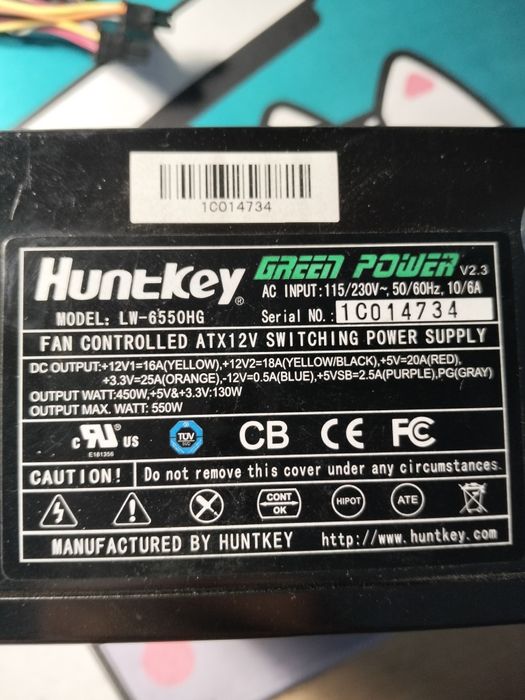 1C014734
Huntkey® GREEN POWER V2.3
AC INPUT:115/230V~, 50/60Hz, 10/6A
MODEL: LW-6550HG Serial NO.: 1C014734
FAN CONTROLLED ATX12V SWITCHING POWER SUPPLY
DC OUTPUT:+12V1=16A(YELLOW),+12V2=18A(YELLOW/BLACK),+5V=20A(RED),
+3.3V=25A(ORANGE),-12V=0.5A(BLUE),+5VSB=2.5A(PURPLE),PG(GRAY)
OUTPUT WATT:450W,+5V&+3.3V:130W
OUTPUT MAX. WATT: 550W
c RU US TÜV CB CE FC
E181356
CAUTION! Do not remove this cover under any circumstances.
CONT OK HIPOT ATE
MANUFACTURED BY HUNTKEY http://www.huntkey.com